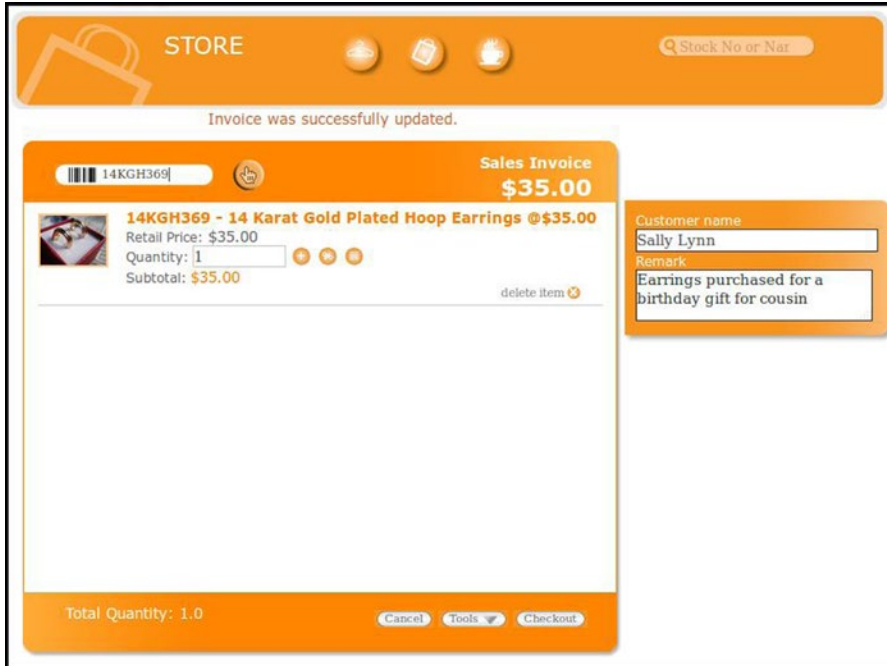 STORE
Stock No or Nar
Invoice was successfully updated.
14KGH369
Sales Invoice
$35.00
14KGH369 - 14 Karat Gold Plated Hoop Earrings @$35.00
Retail Price: $35.00
Quantity: 1
Subtotal: $35.00
delete item
Customer name
Sally Lynn
Remark
Earrings purchased for a
birthday gift for cousin
Total Quantity: 1.0
Cancel Tools Checkout